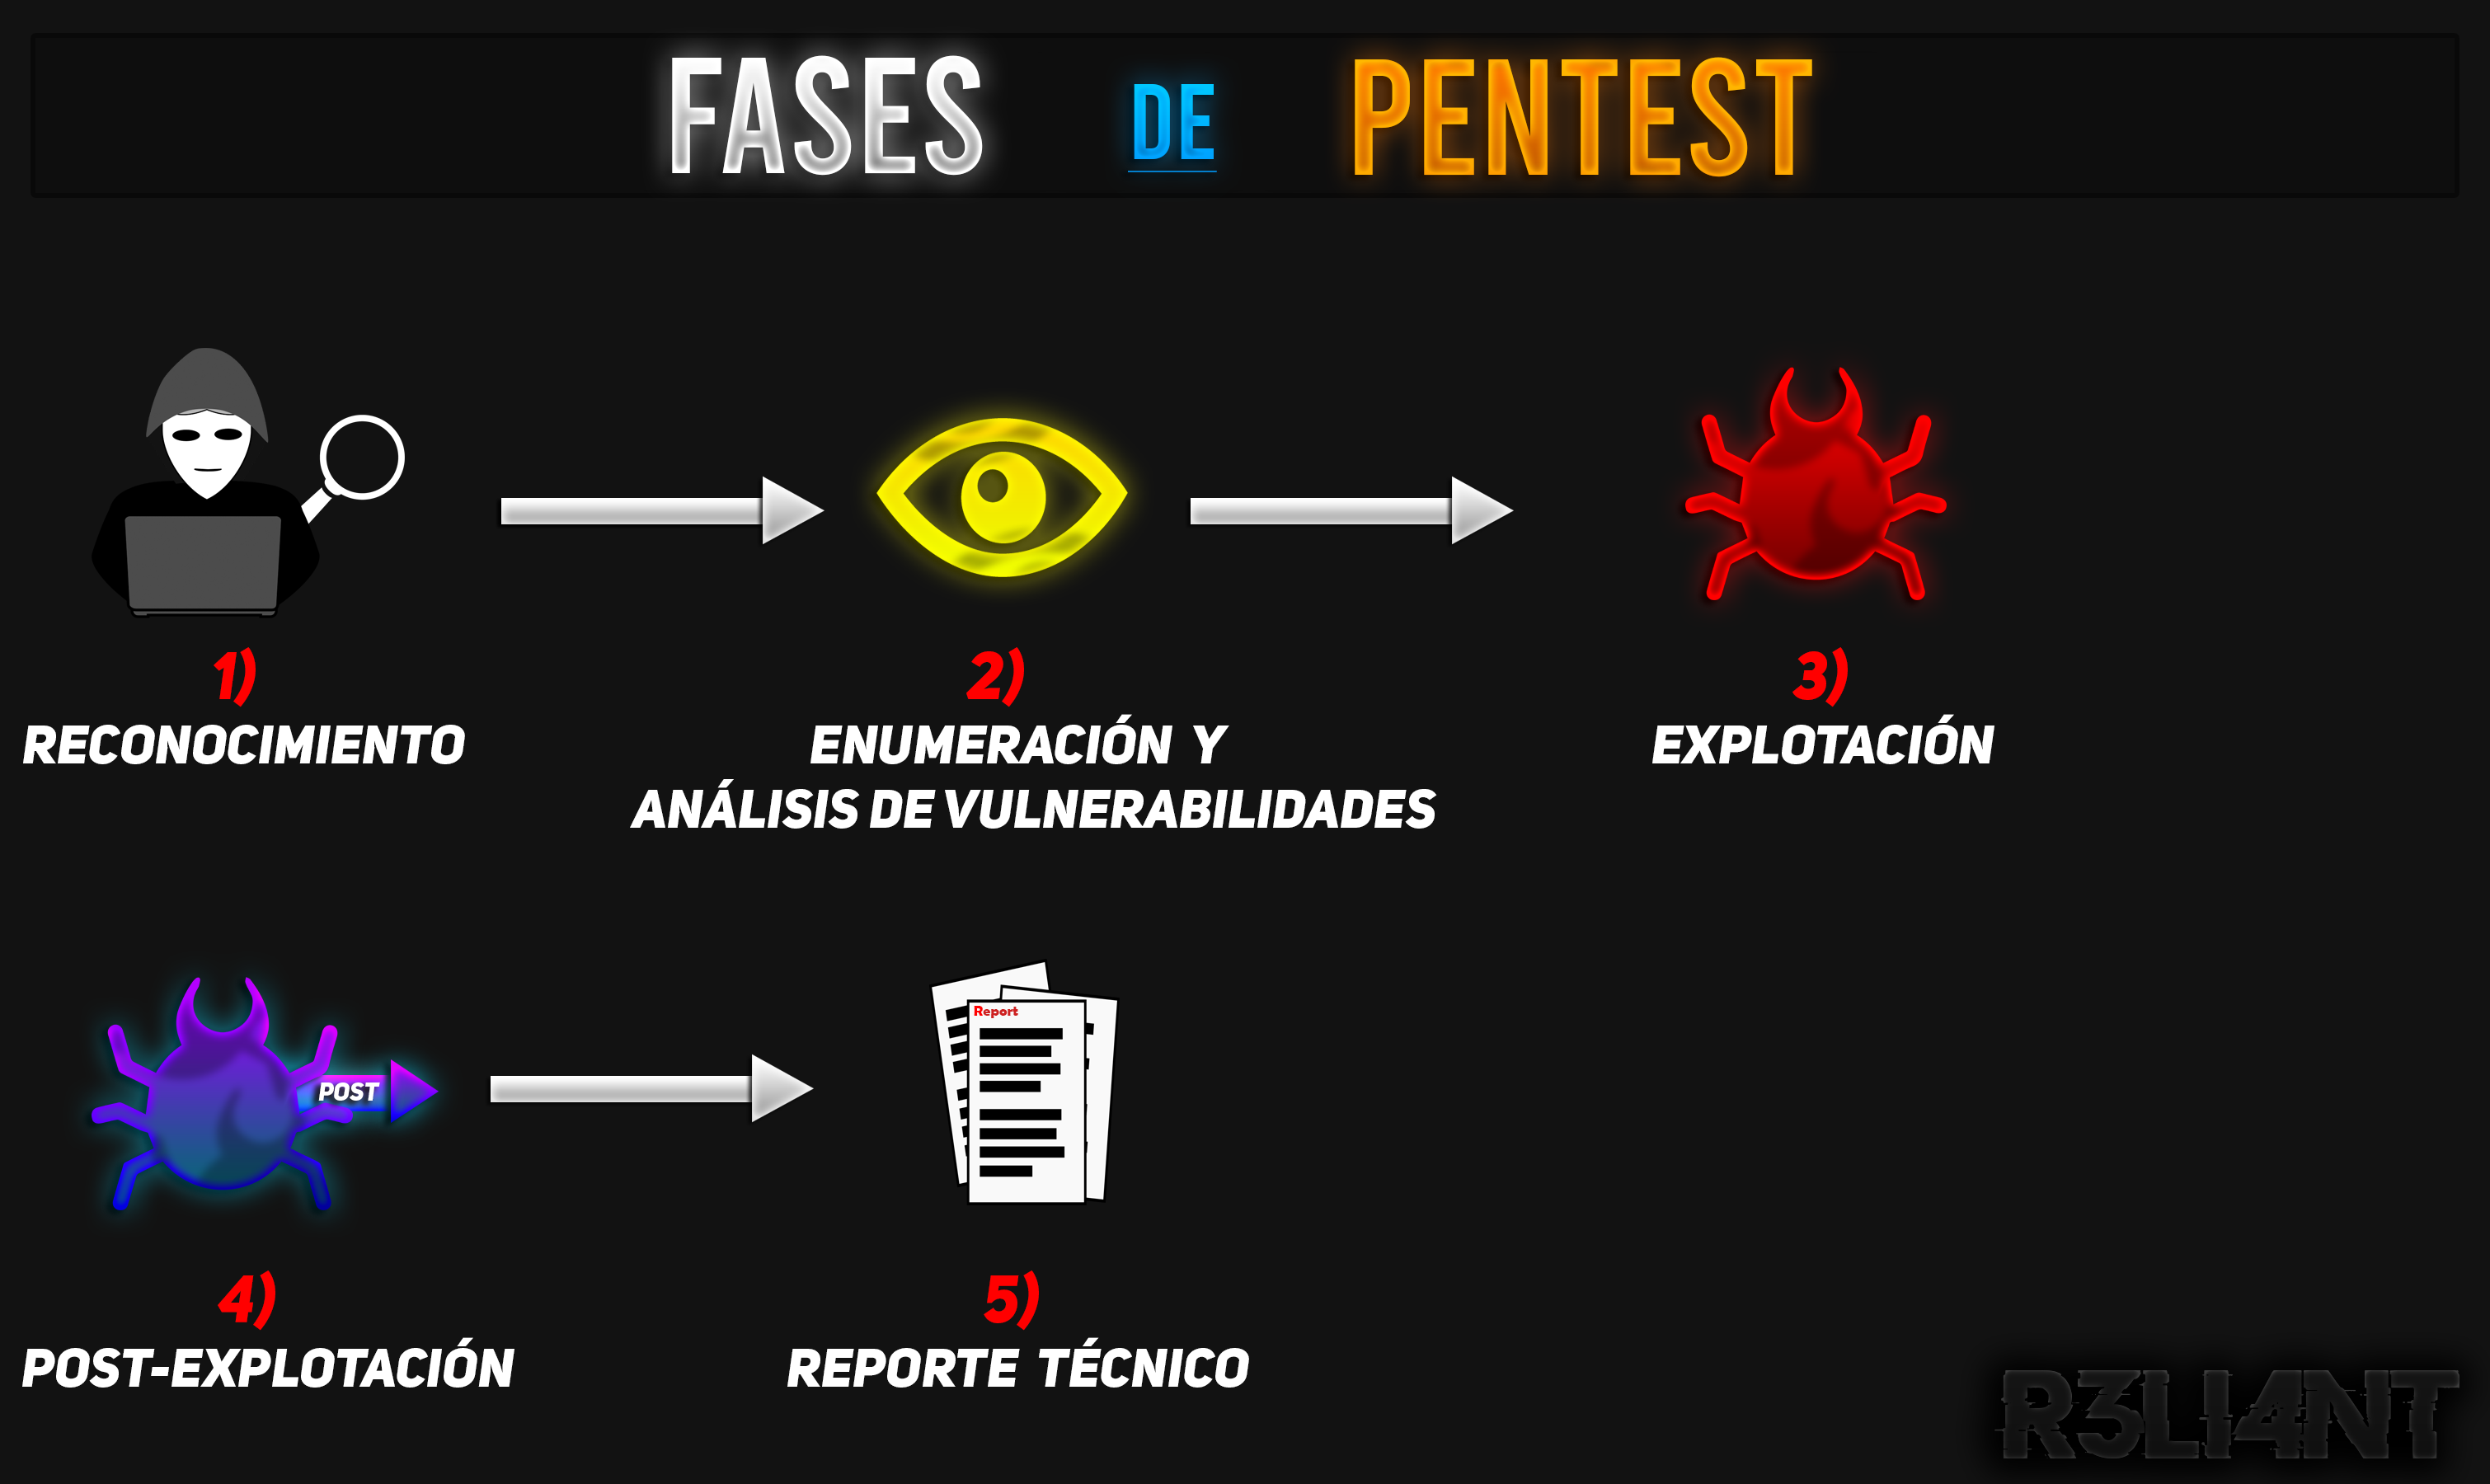 FASES DE PENTEST
1)
RECONOCIMIENTO
2)
ENUMERACIÓN Y
ANÁLISIS DE VULNERABILIDADES
3)
EXPLOTACIÓN
POST
4)
POST-EXPLOTACIÓN
Report
5)
REPORTE TÉCNICO
R3LI4NT